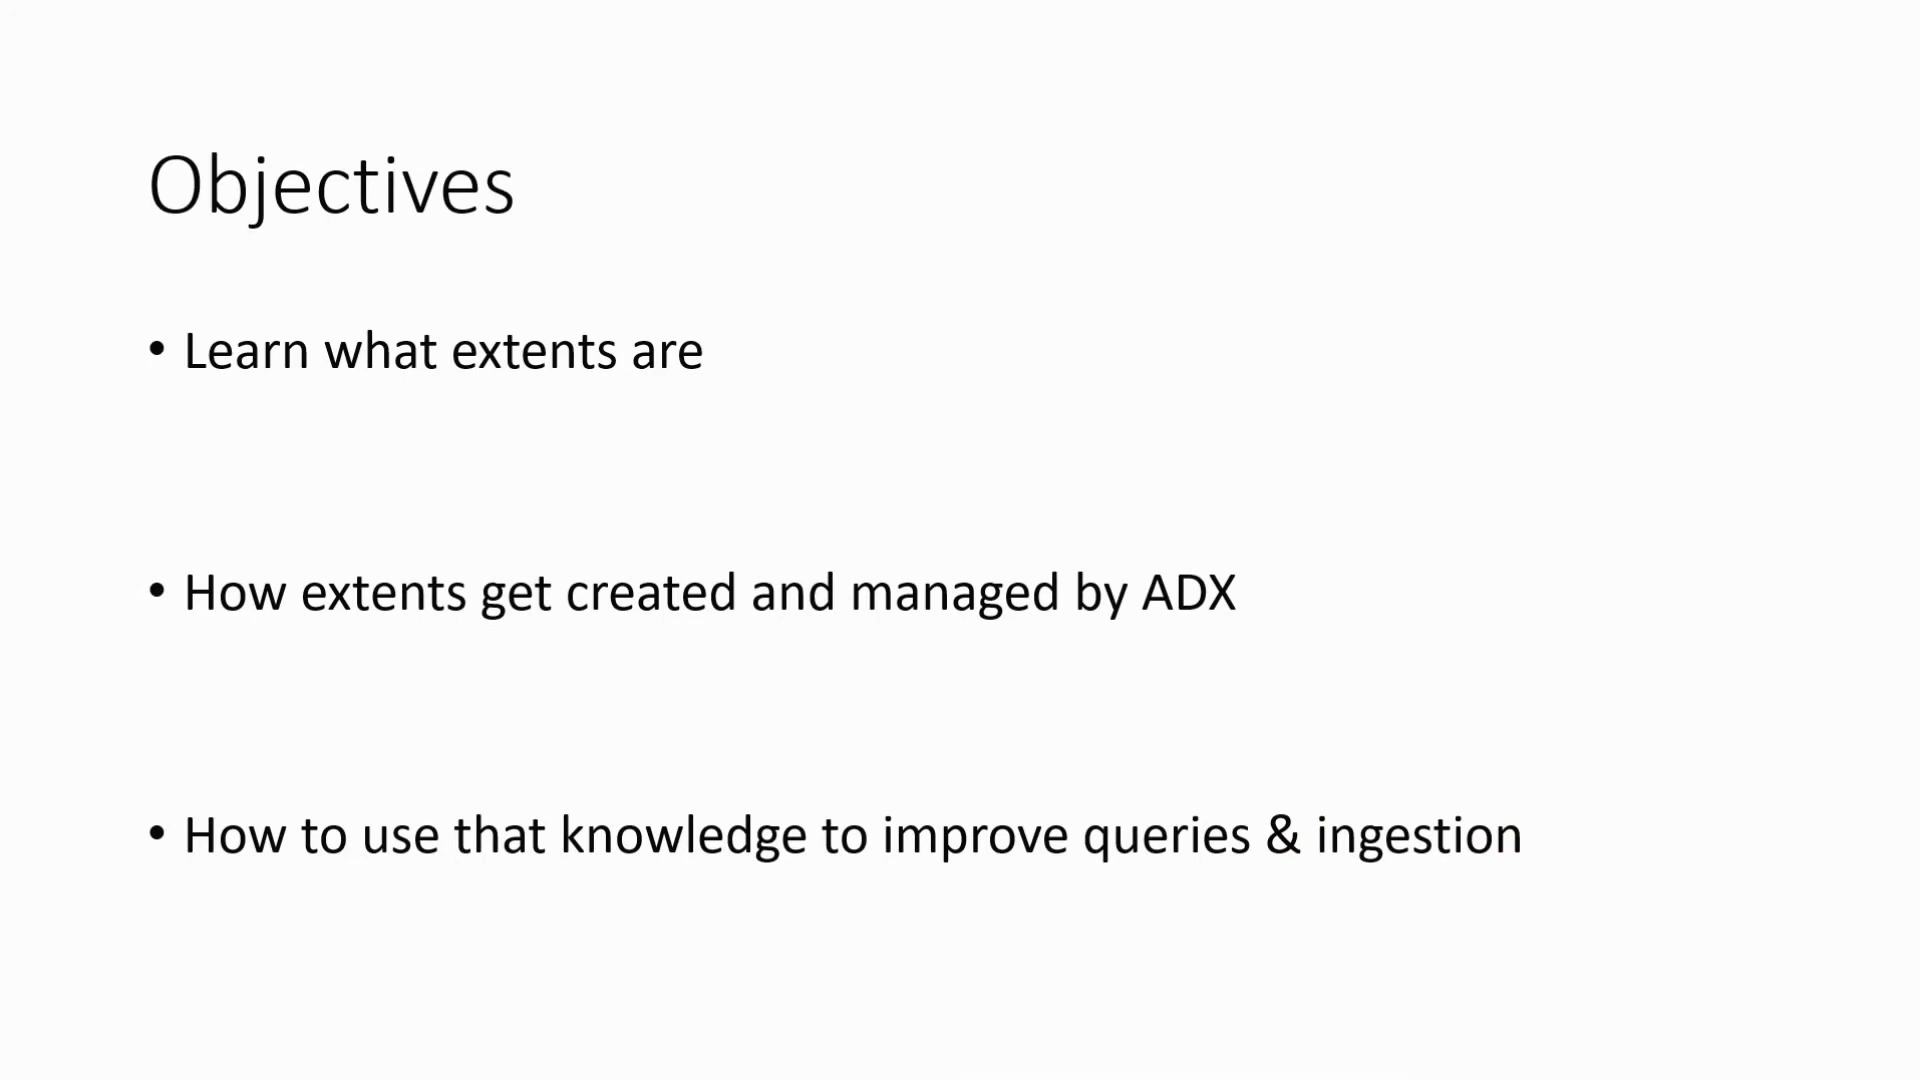 Objectives
• Learn what extents are
• How extents get created and managed by ADX
• How to use that knowledge to improve queries & ingestion